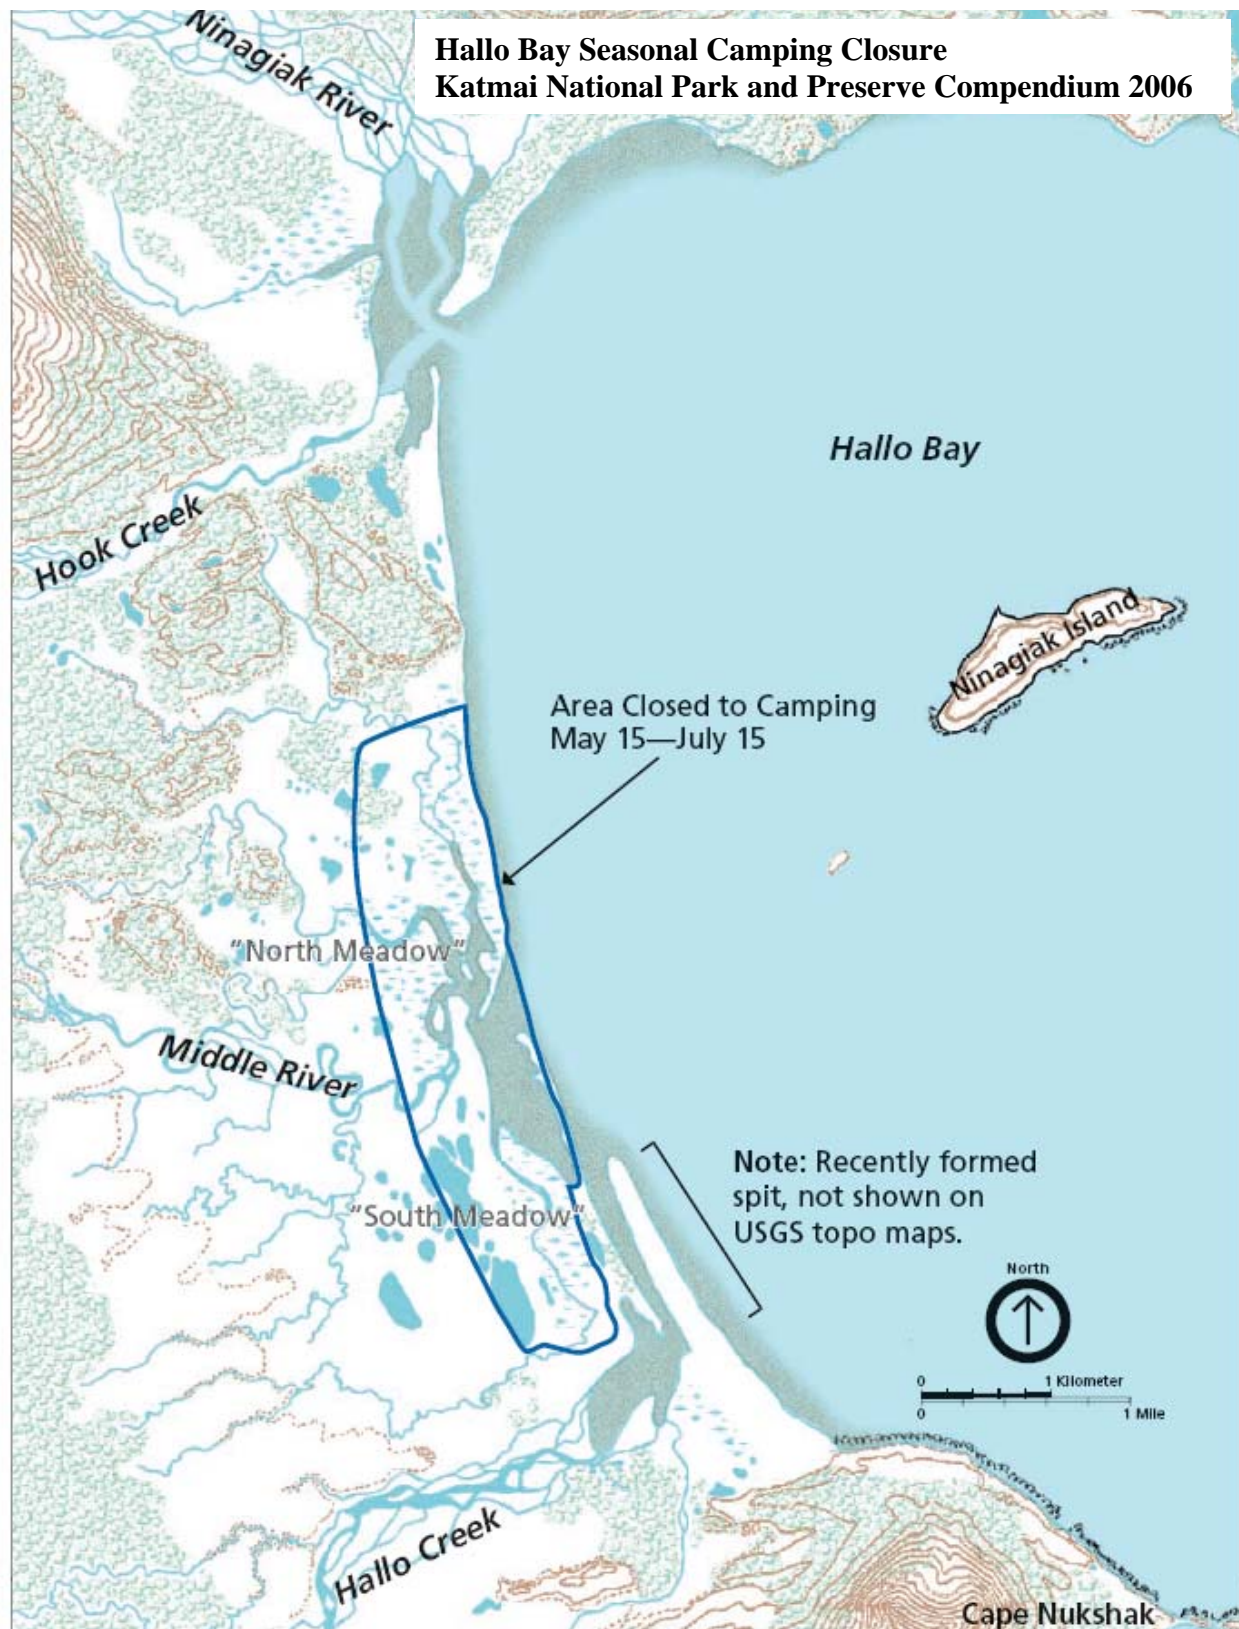 Hallo Bay Seasonal Camping Closure
Katmai National Park and Preserve Compendium 2006
Ninagiak River
Hallo Bay
Hook Creek
Ninagiak Island
Area Closed to Camping
May 15—July 15
"North Meadow"
Middle River
Note: Recently formed
spit, not shown on
USGS topo maps.
"South Meadow"
North
0 1 Kilometer
0 1 Mile
Hallo Creek
Cape Nukshak